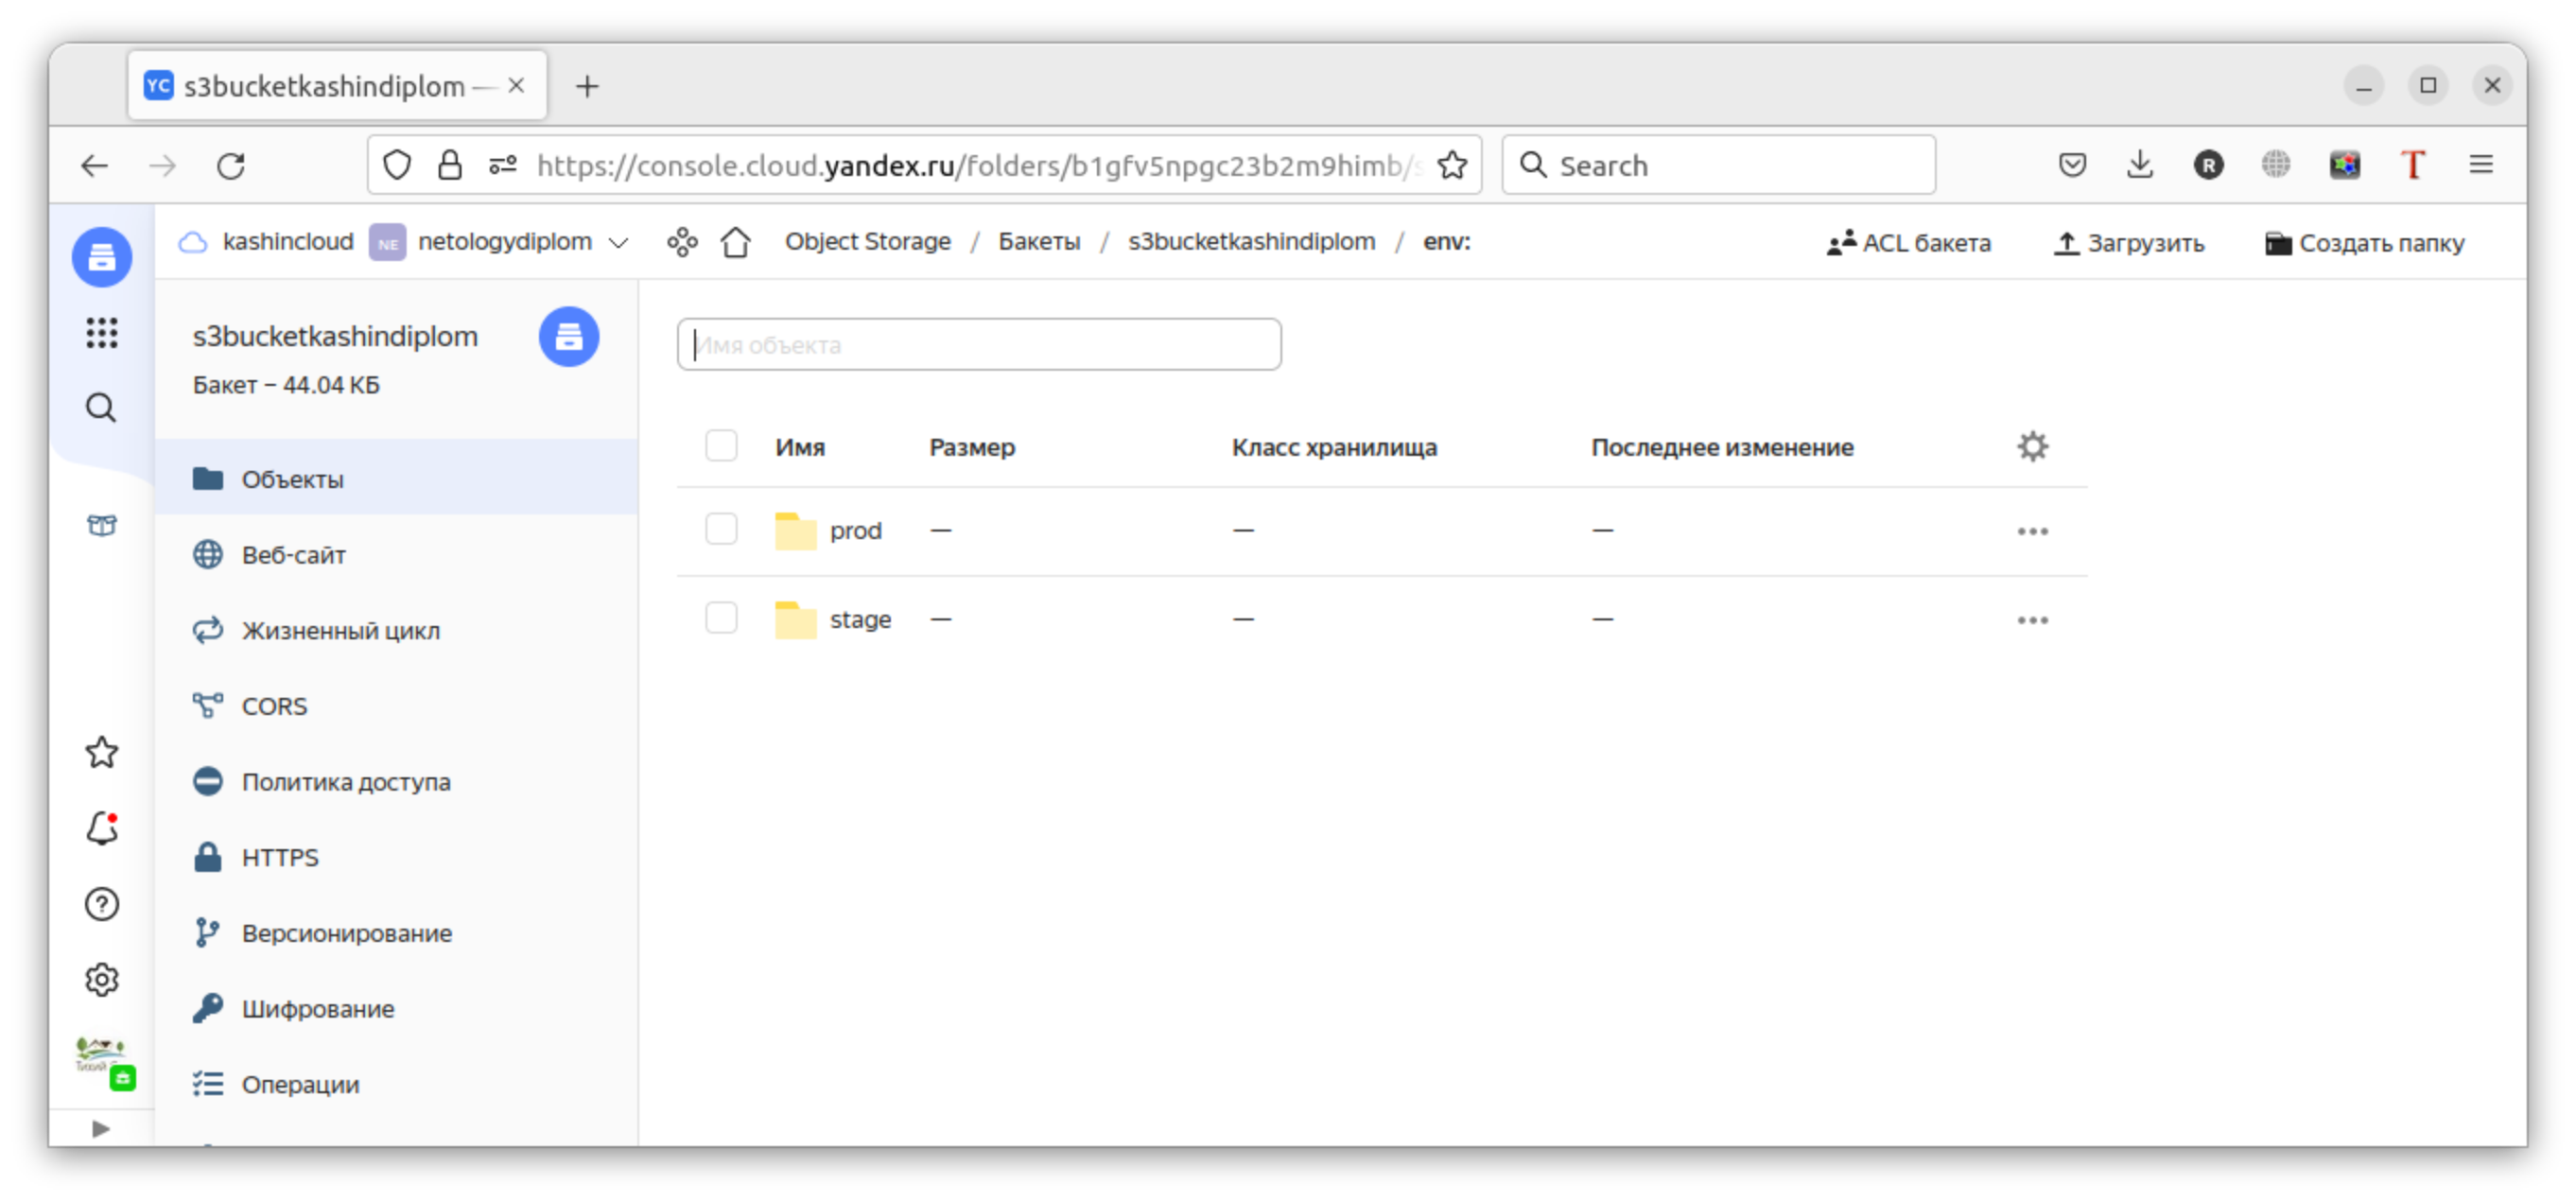 YC s3bucketkashindiplom —
https://console.cloud.yandex.ru/folders/b1gfv5npgc23b2m9himb/s
Search
R
T
kashincloud NE netologydiplom
Object Storage / Бакеты / s3bucketkashindiplom / env:
ACL бакета
Загрузить
Создать папку
s3bucketkashindiplom
Бакет – 44.04 КБ
Объекты
Веб-сайт
Жизненный цикл
CORS
Политика доступа
HTTPS
Версионирование
Шифрование
Операции
Имя объекта
Имя Размер Класс хранилища Последнее изменение
prod — — —
stage — — —
Тихий